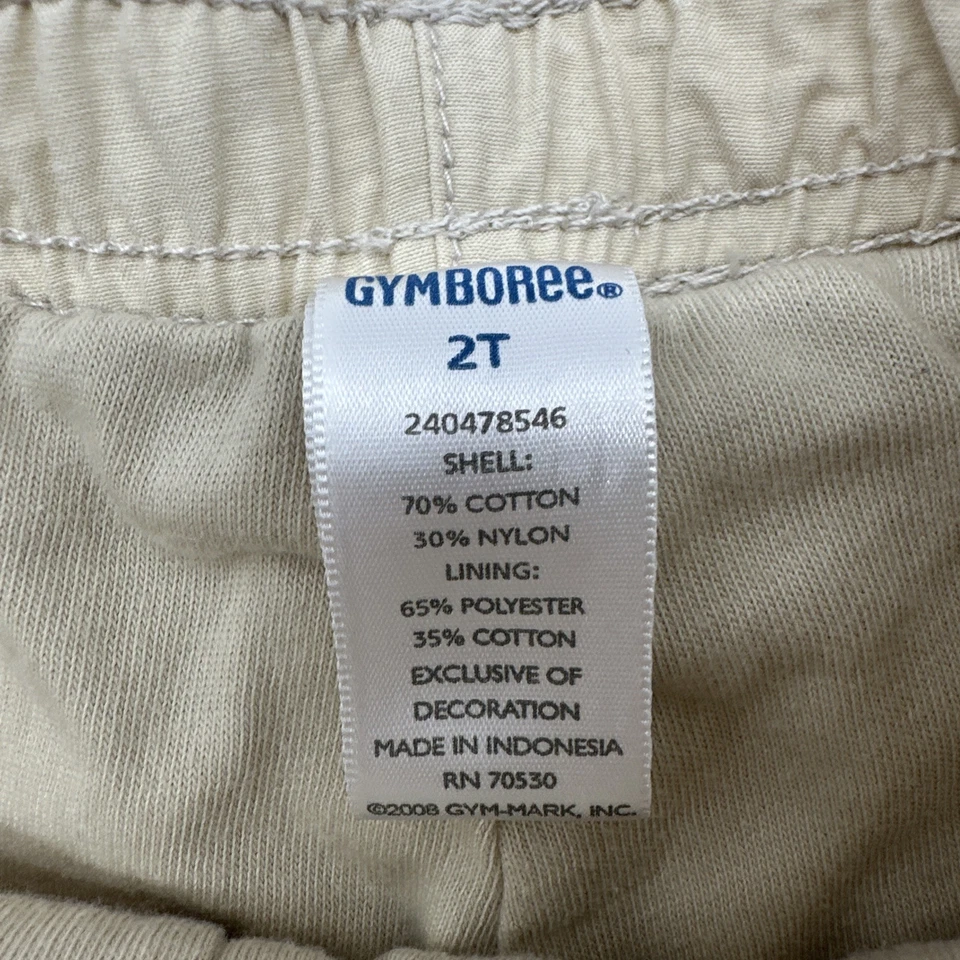 GYMBOREE®
2T
240478546
SHELL:
70% COTTON
30% NYLON
LINING:
65% POLYESTER
35% COTTON
EXCLUSIVE OF
DECORATION
MADE IN INDONESIA
RN 70530
©2008 GYM-MARK, INC.